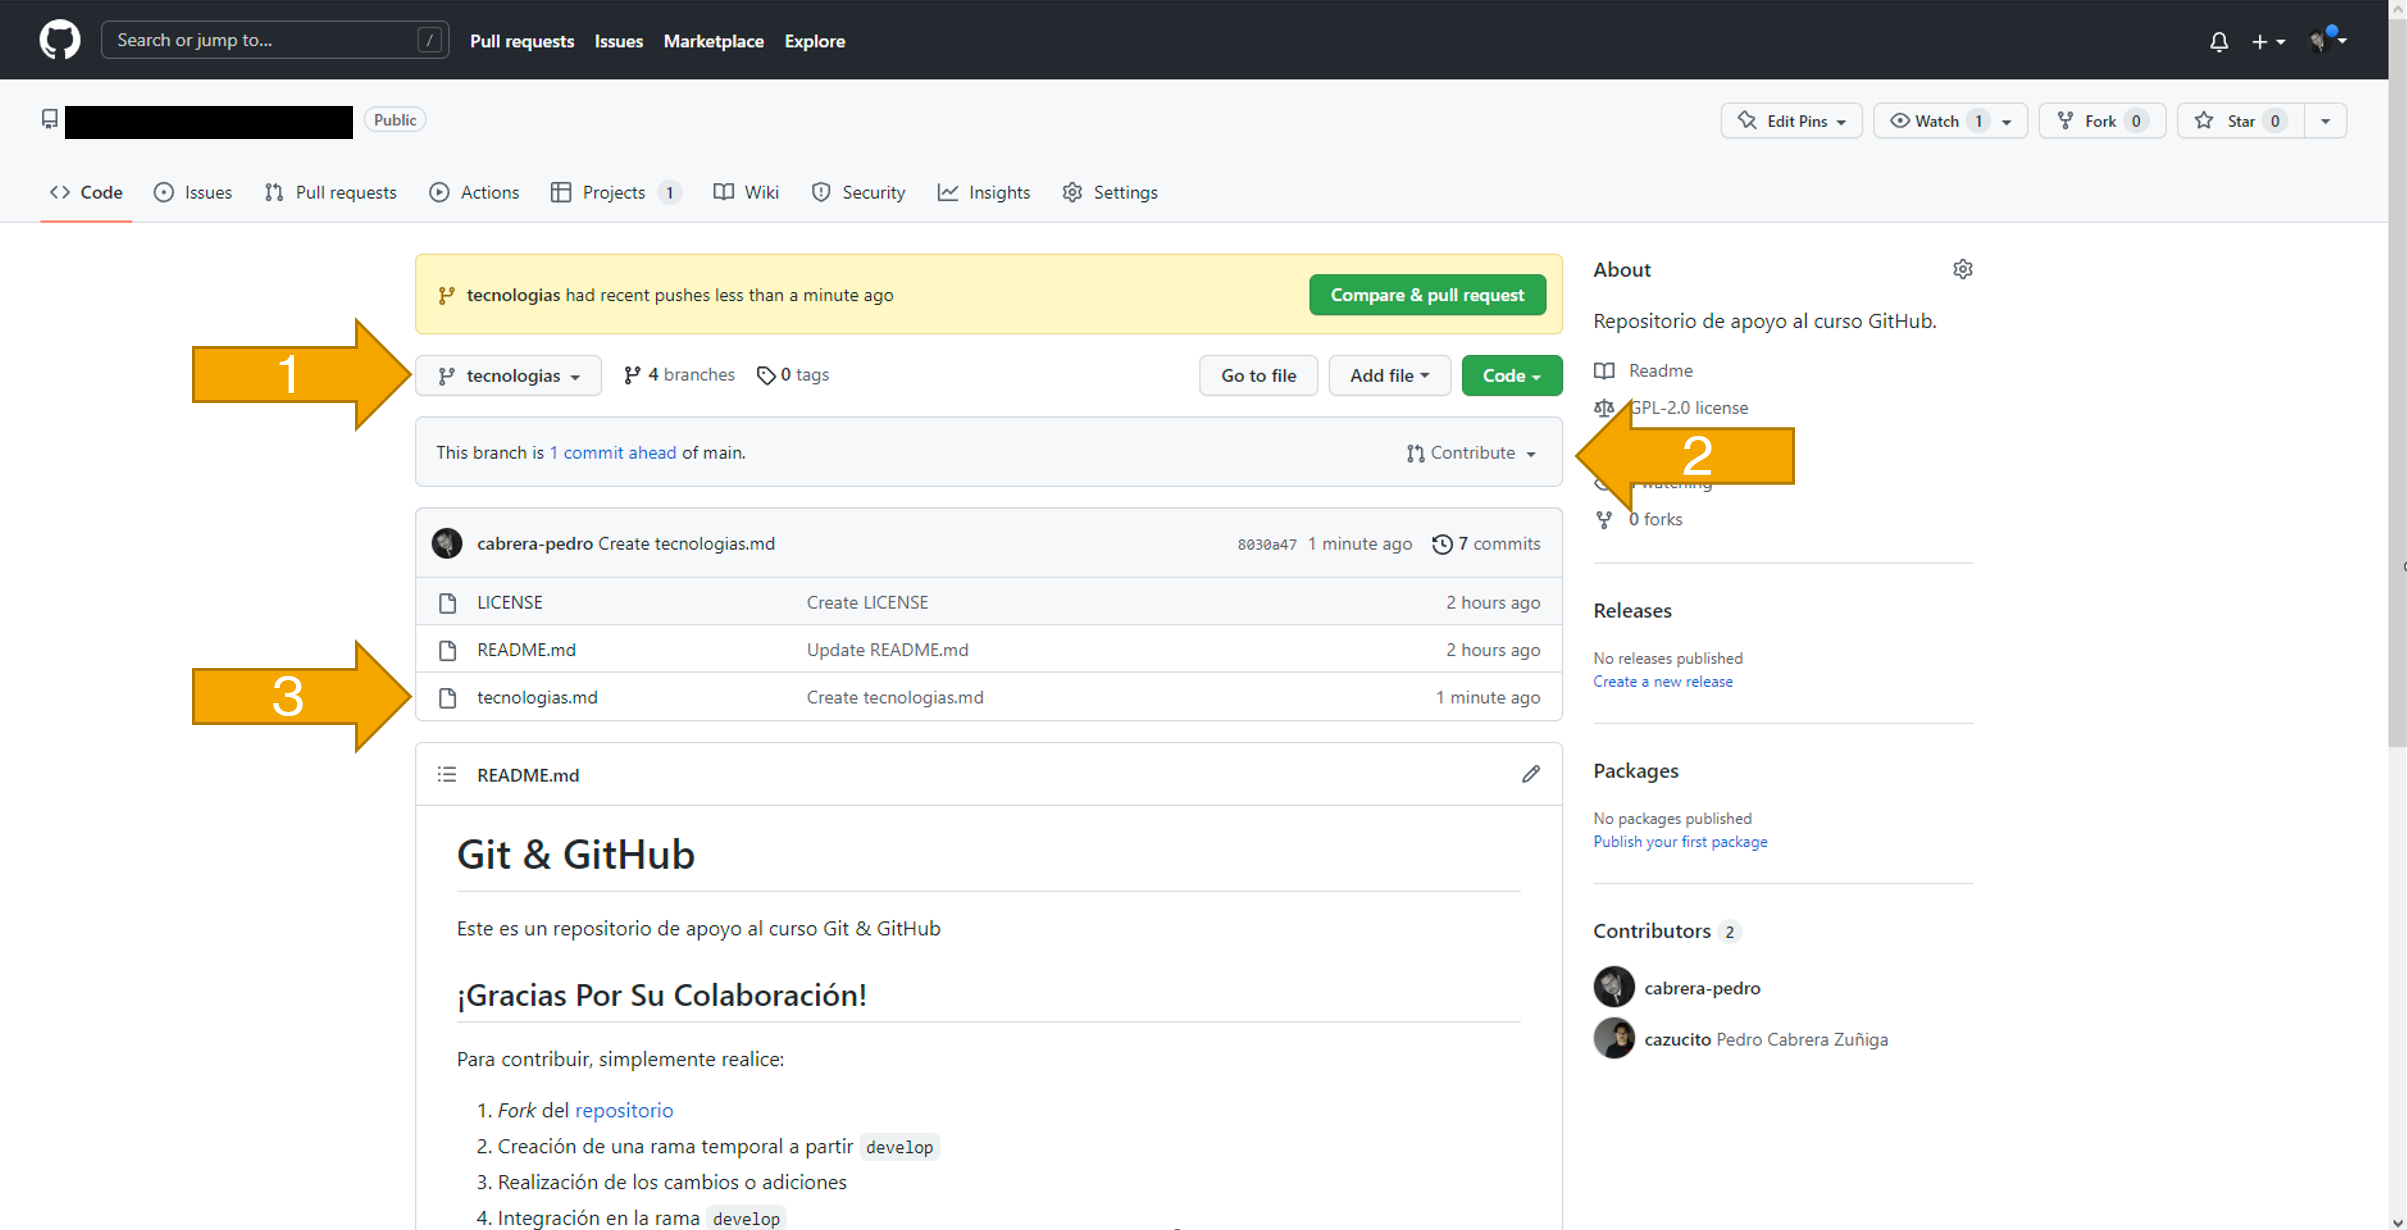 Search or jump to... /
Pull requests Issues Marketplace Explore
Public
Edit Pins Watch 1 Fork 0 Star 0
Code Issues Pull requests Actions Projects 1 Wiki Security Insights Settings
tecnologias had recent pushes less than a minute ago
Compare & pull request
1
tecnologias 4 branches 0 tags
Go to file Add file Code
This branch is 1 commit ahead of main.
Contribute
2
cabrera-pedro Create tecnologias.md 8030a47 1 minute ago 7 commits
LICENSE Create LICENSE 2 hours ago
README.md Update README.md 2 hours ago
3
tecnologias.md Create tecnologias.md 1 minute ago
README.md
Git & GitHub
Este es un repositorio de apoyo al curso Git & GitHub
¡Gracias Por Su Colaboración!
Para contribuir, simplemente realice:
1. Fork del repositorio
2. Creación de una rama temporal a partir develop
3. Realización de los cambios o adiciones
4. Integración en la rama develop
About
Repositorio de apoyo al curso GitHub.
Readme
GPL-2.0 license
watching
0 forks
Releases
No releases published
Create a new release
Packages
No packages published
Publish your first package
Contributors 2
cabrera-pedro
cazucito Pedro Cabrera Zuñiga